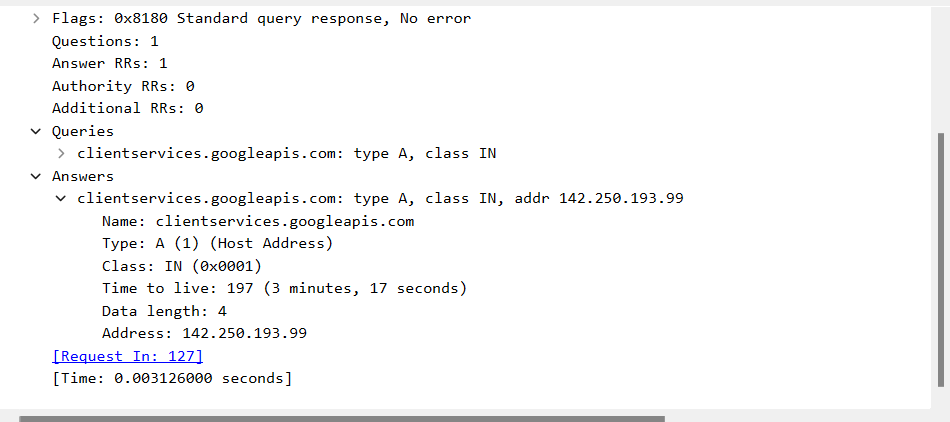 Flags: 0x8180 Standard query response, No error
Questions: 1
Answer RRs: 1
Authority RRs: 0
Additional RRs: 0
Queries
clientservices.googleapis.com: type A, class IN
Answers
clientservices.googleapis.com: type A, class IN, addr 142.250.193.99
Name: clientservices.googleapis.com
Type: A (1) (Host Address)
Class: IN (0x0001)
Time to live: 197 (3 minutes, 17 seconds)
Data length: 4
Address: 142.250.193.99
[Request In: 127]
[Time: 0.003126000 seconds]